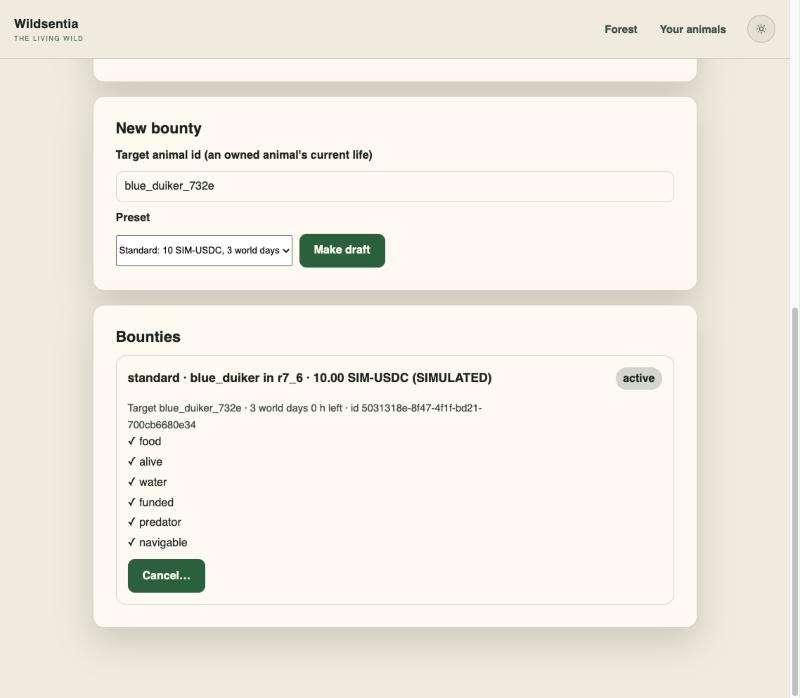 Wildsentia
THE LIVING WILD
Forest
Your animals
New bounty
Target animal id (an owned animal's current life)
blue_duiker_732e
Preset
Standard: 10 SIM-USDC, 3 world days
Make draft
Bounties
standard · blue_duiker in r7_6 · 10.00 SIM-USDC (SIMULATED)
active
Target blue_duiker_732e · 3 world days 0 h left · id 5031318e-8f47-4f1f-bd21-
700cb6680e34
✓ food
✓ alive
✓ water
✓ funded
✓ predator
✓ navigable
Cancel...